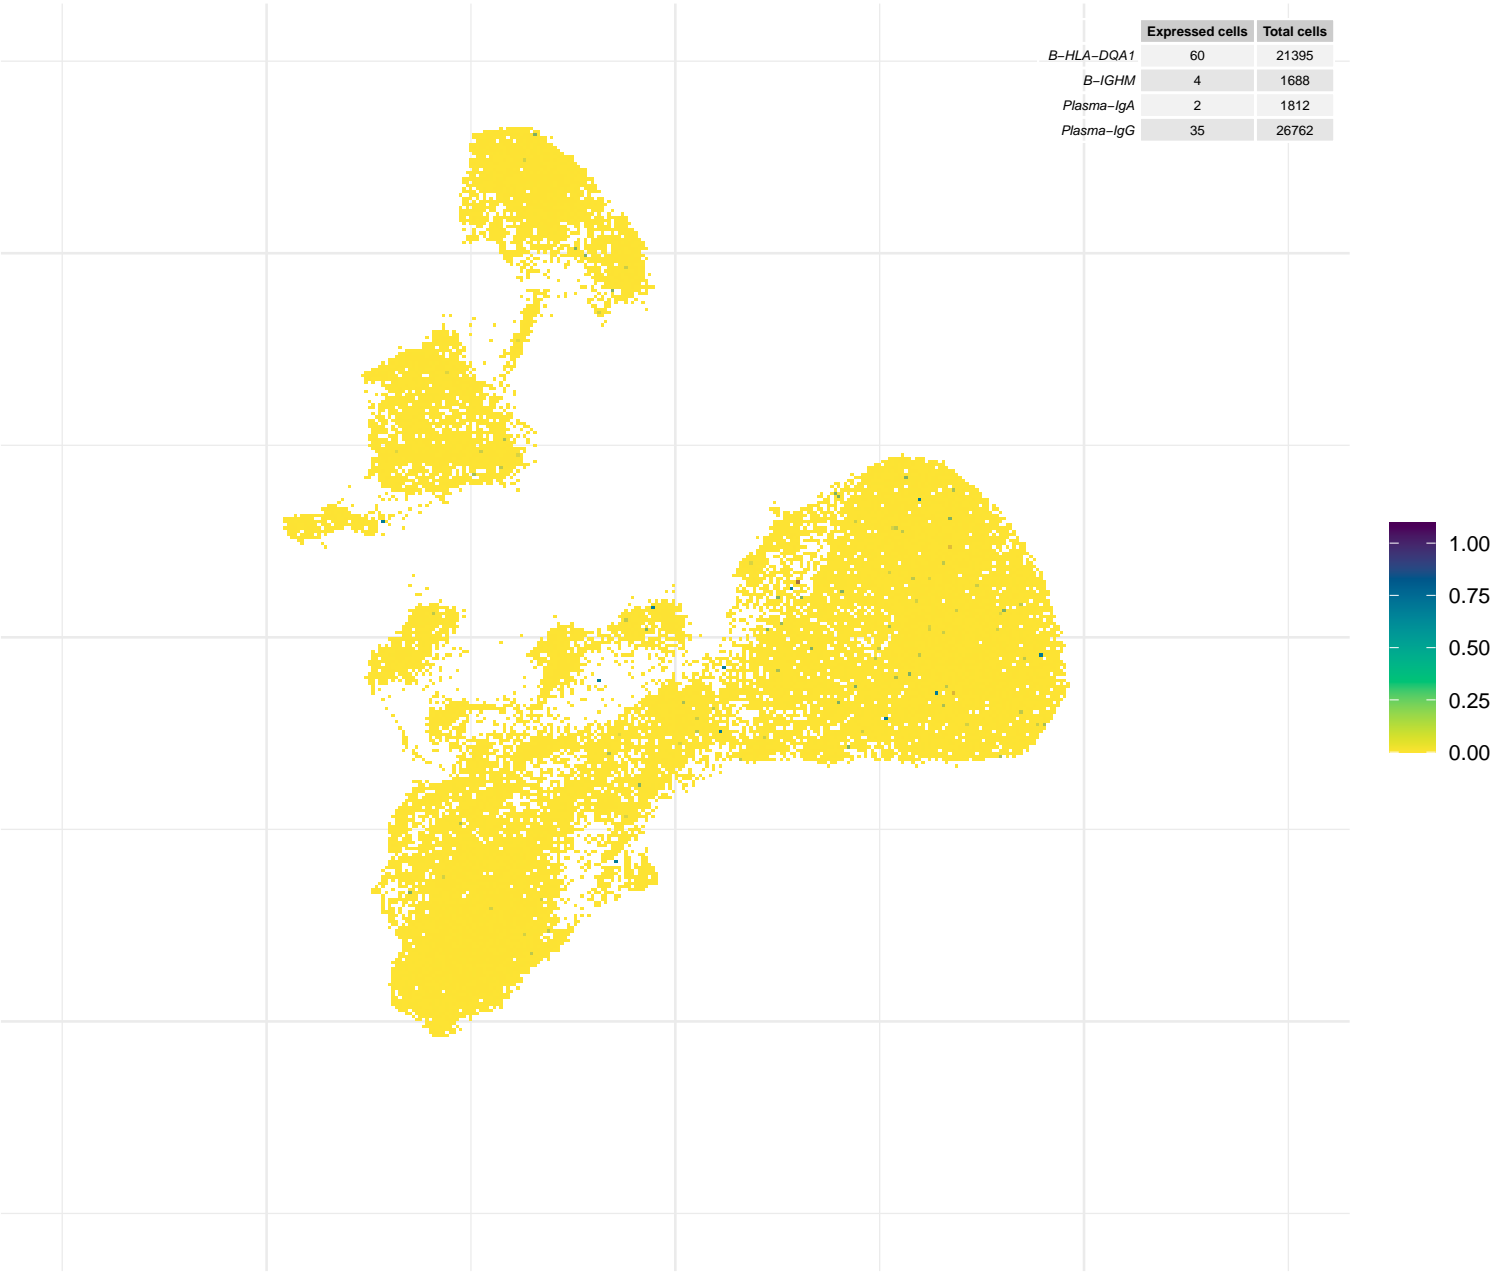 Expressed cells Total cells
B−HLA−DQA1 60 21395
B−IGHM 4 1688
Plasma−IgA 2 1812
Plasma−IgG 35 26762
1.00
0.75
0.50
0.25
0.00